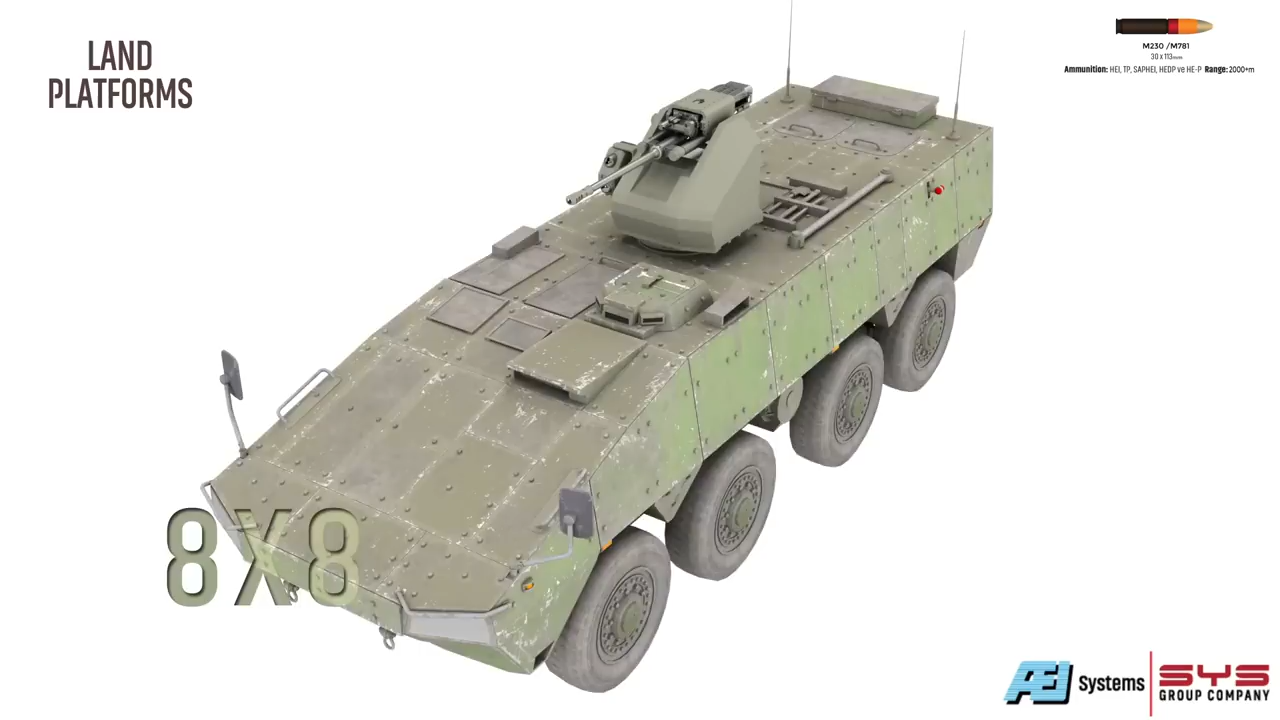 LAND
PLATFORMS
M230 /M781
30 x 113mm
Ammunition: HEI, TP, SAPHEI, HEDP ve HE-P Range: 2000+m
8X8
AEI Systems
SYS
GROUP COMPANY